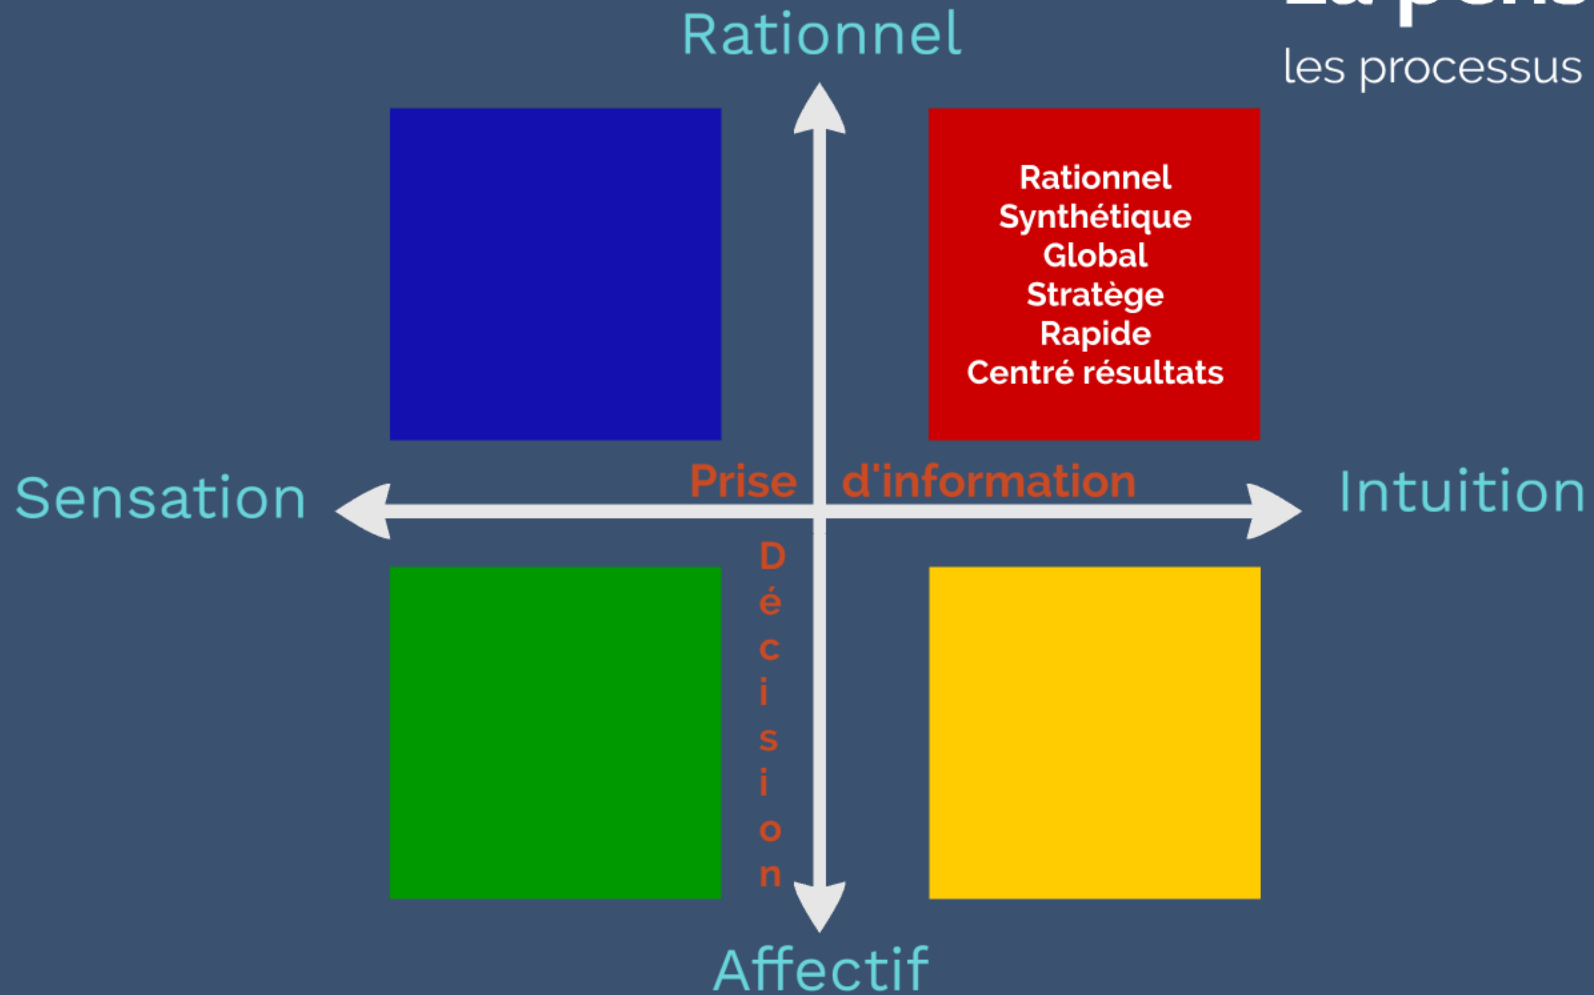 Rationnel
les processus
Rationnel
Synthétique
Global
Stratège
Rapide
Centré résultats
Prise d'information
Sensation
Intuition
Décision
Affectif